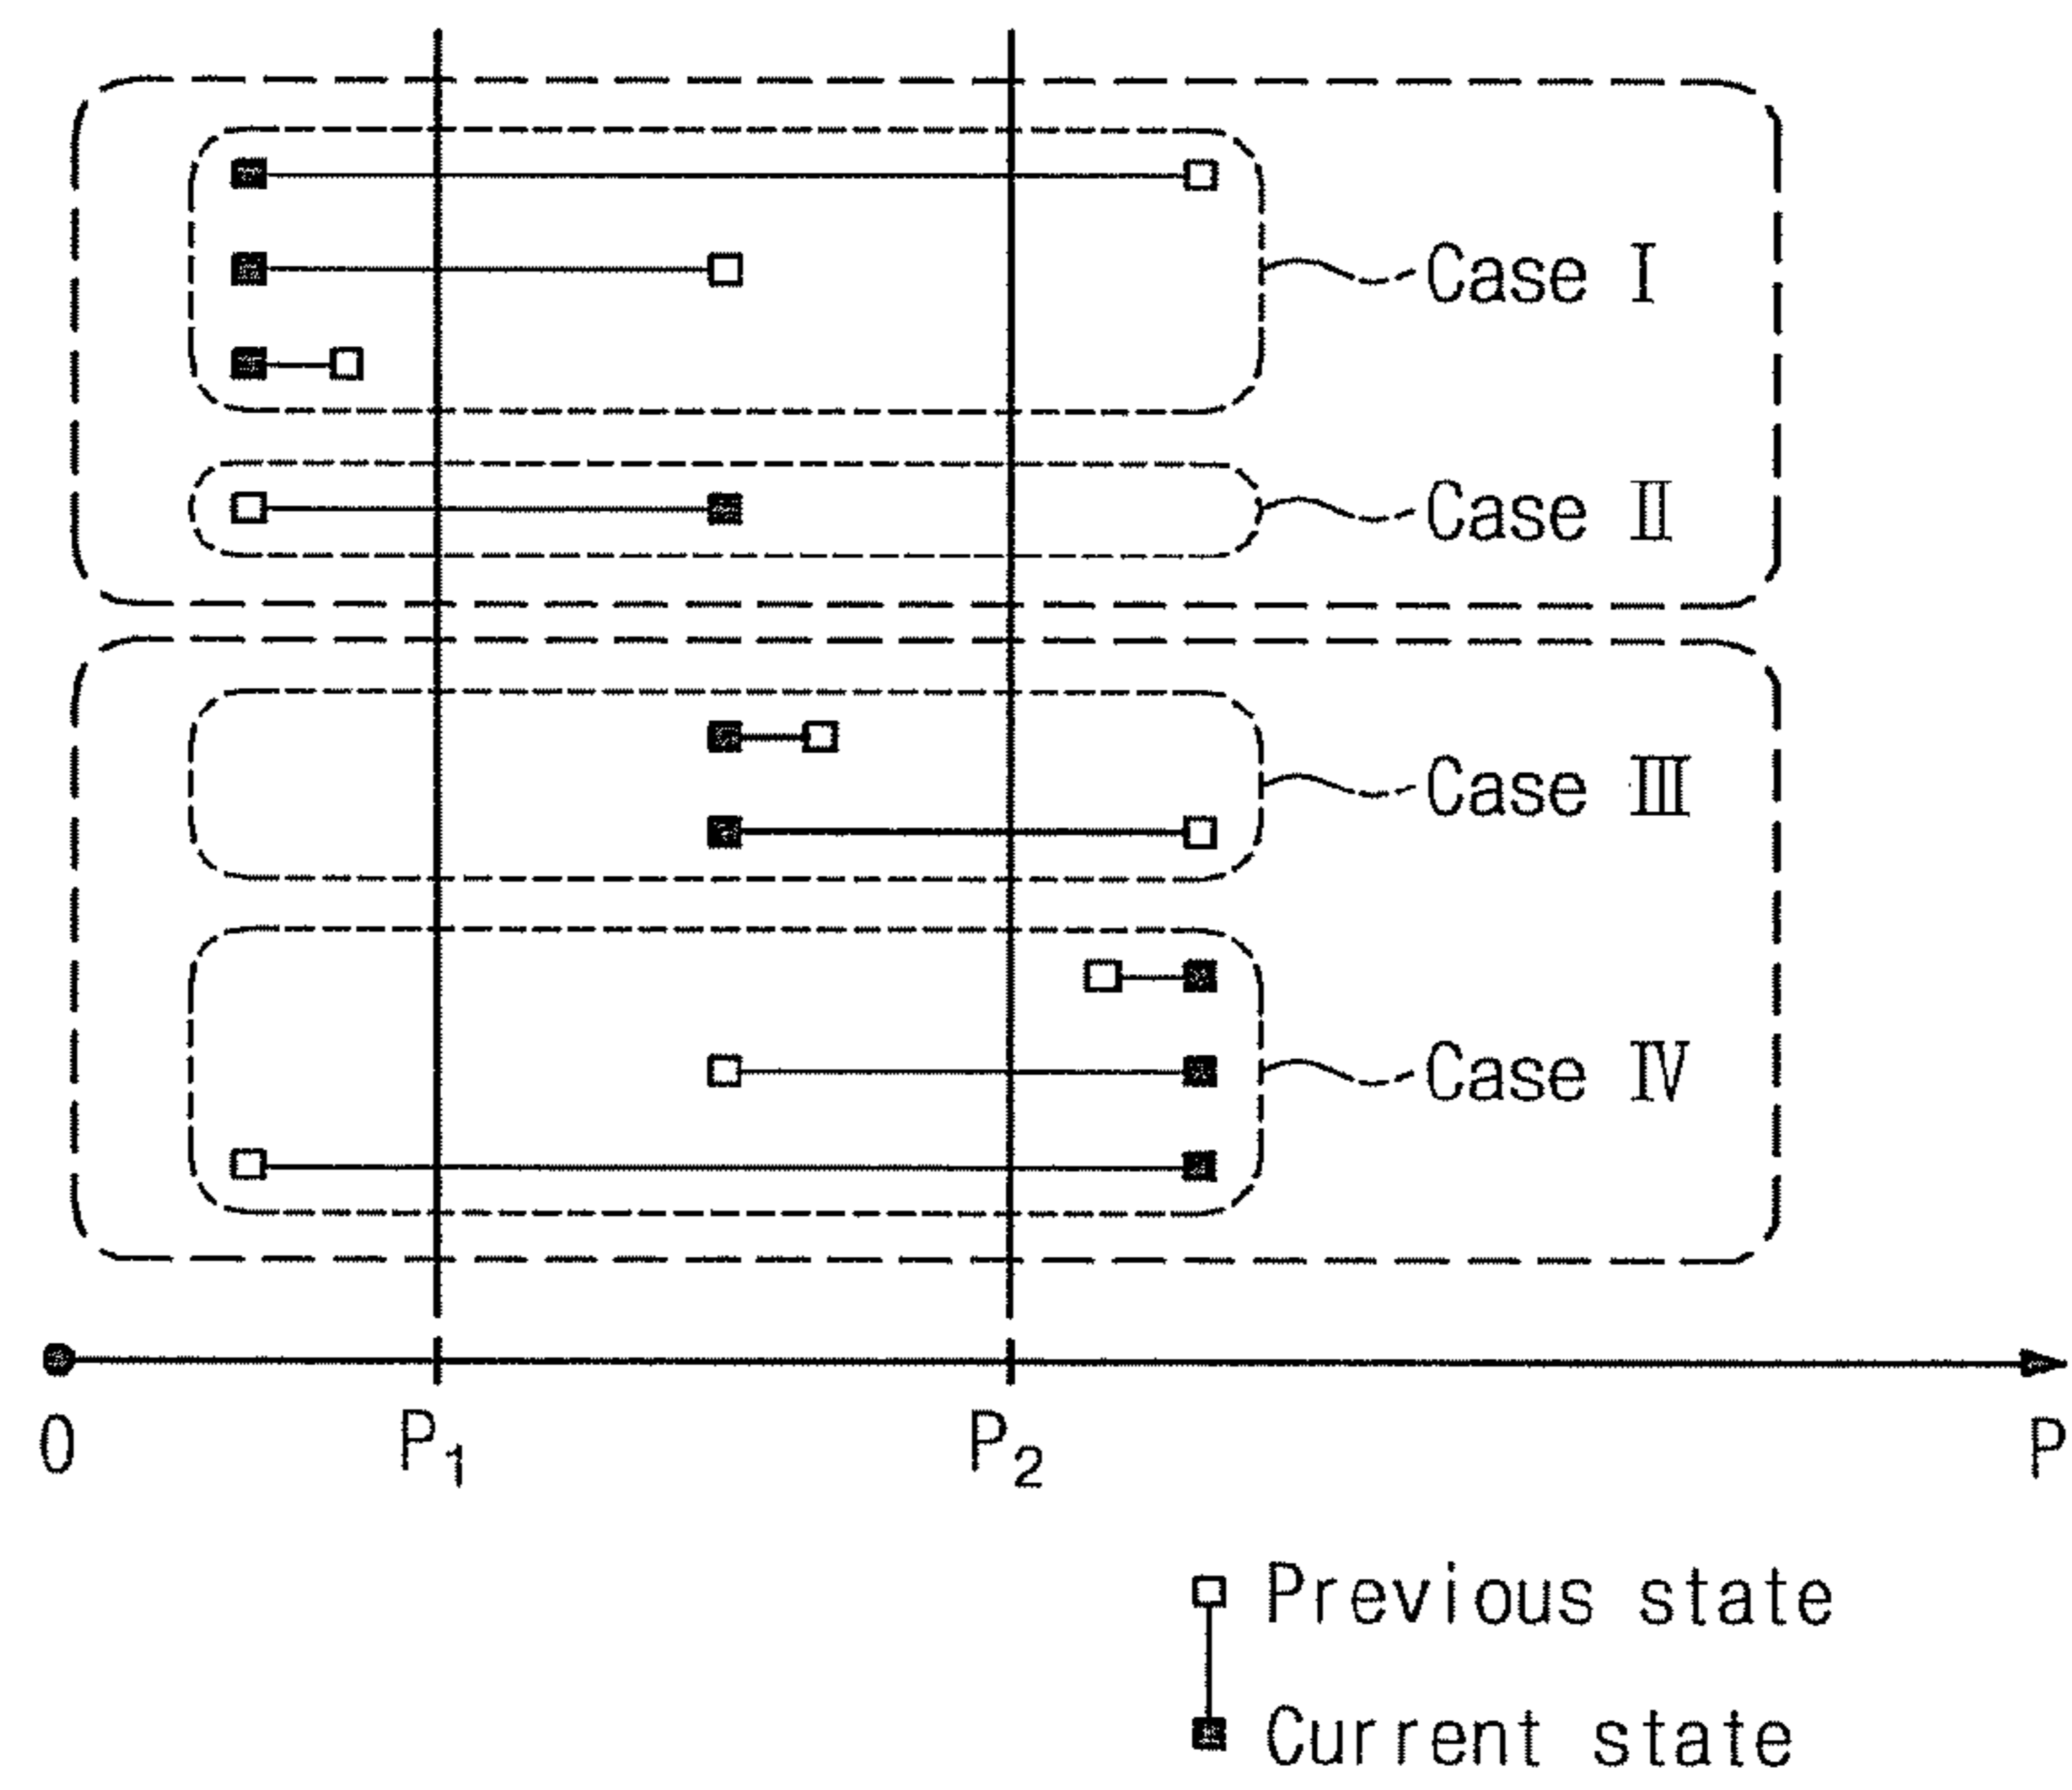 Case I
Case II
Case III
Case IV
0 P₁ P₂ P
Previous state
Current state